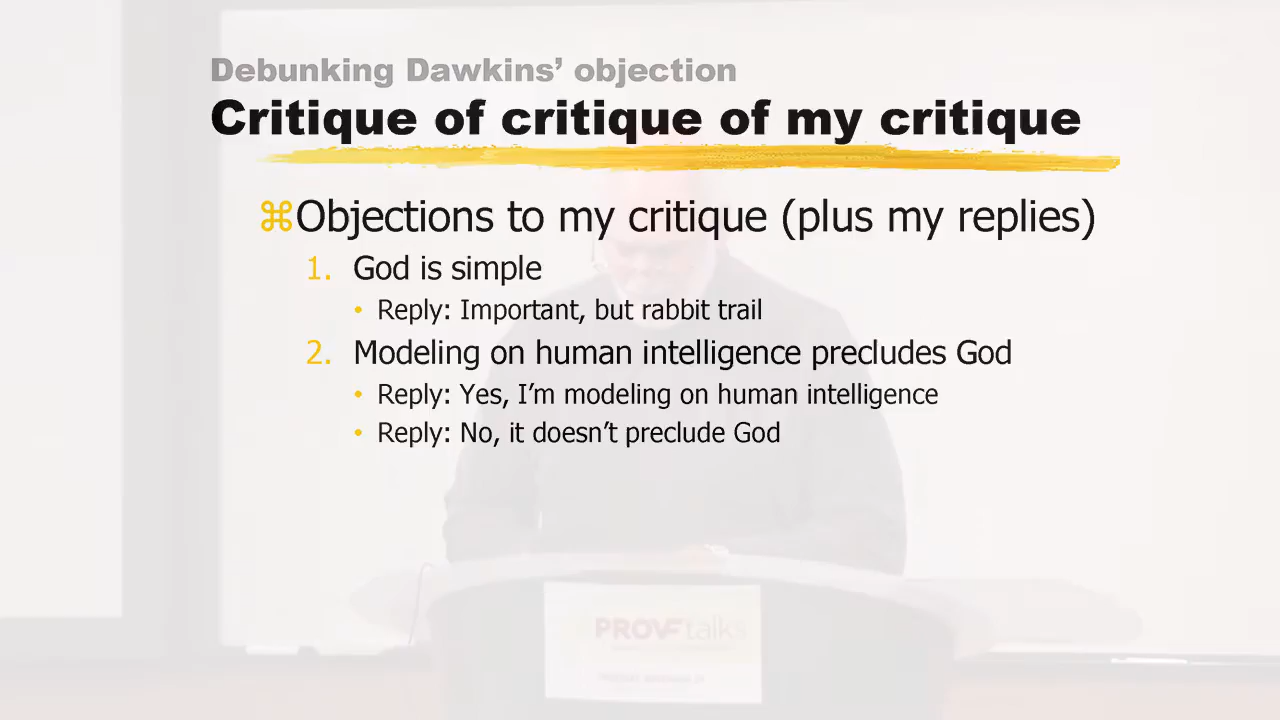 Debunking Dawkins’ objection
Critique of critique of my critique
⌘Objections to my critique (plus my replies)
1. God is simple
• Reply: Important, but rabbit trail
2. Modeling on human intelligence precludes God
• Reply: Yes, I’m modeling on human intelligence
• Reply: No, it doesn’t preclude God
talks